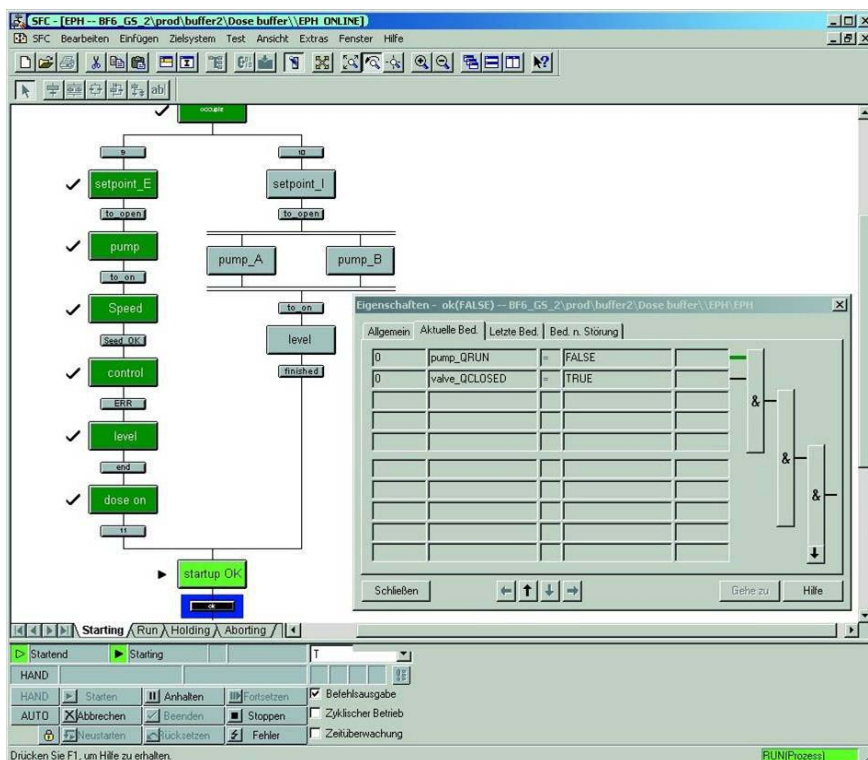 SFC - [EPH -- BF6_GS_2\prod\buffer2\Dose buffer\\EPH ONLINE]
SFC Bearbeiten Einfügen Zielsystem Test Ansicht Extras Fenster Hilfe
occupie
9 10
setpoint_E setpoint_I
to_open to_open
pump pump_A pump_B
to_on to_on
Speed
Seed_OK level
control finished
ERR
level
end
dose on
11
startup OK
ok
Eigenschaften - ok(FALSE) -- BF6_GS_2\prod\buffer2\Dose buffer\\EPH\EPH
Allgemein Aktuelle Bed. Letzte Bed. Bed. n. Störung
0 pump_QRUN = FALSE
0 valve_QCLOSED = TRUE
&
&
&
Schließen Gehe zu Hilfe
Starting Run Holding Aborting
Startend Starting T
HAND
HAND Starten Anhalten Fortsetzen Befehlsausgabe
AUTO Abbrechen Beenden Stoppen Zyklischer Betrieb
Neustarten Rücksetzen Fehler Zeitüberwachung
Drücken Sie F1, um Hilfe zu erhalten. RUN(Prozess)